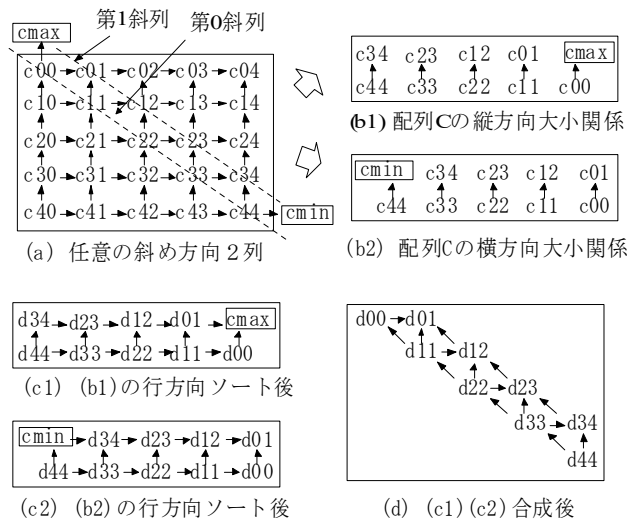 cmax 第1斜列 第0斜列
c00 c01 c02 c03 c04
c10 c11 c12 c13 c14
c20 c21 c22 c23 c24
c30 c31 c32 c33 c34
c40 c41 c42 c43 c44 cmin
(a) 任意の斜め方向２列
c34 c23 c12 c01 cmax
c44 c33 c22 c11 c00
(b1) 配列Cの縦方向大小関係
cmin c34 c23 c12 c01
c44 c33 c22 c11 c00
(b2) 配列Cの横方向大小関係
d34 d23 d12 d01 cmax
d44 d33 d22 d11 d00
(c1) (b1)の行方向ソート後
cmin d34 d23 d12 d01
d44 d33 d22 d11 d00
(c2) (b2)の行方向ソート後
d00 d01
d11 d12
d22 d23
d33 d34
d44
(d) (c1)(c2)合成後